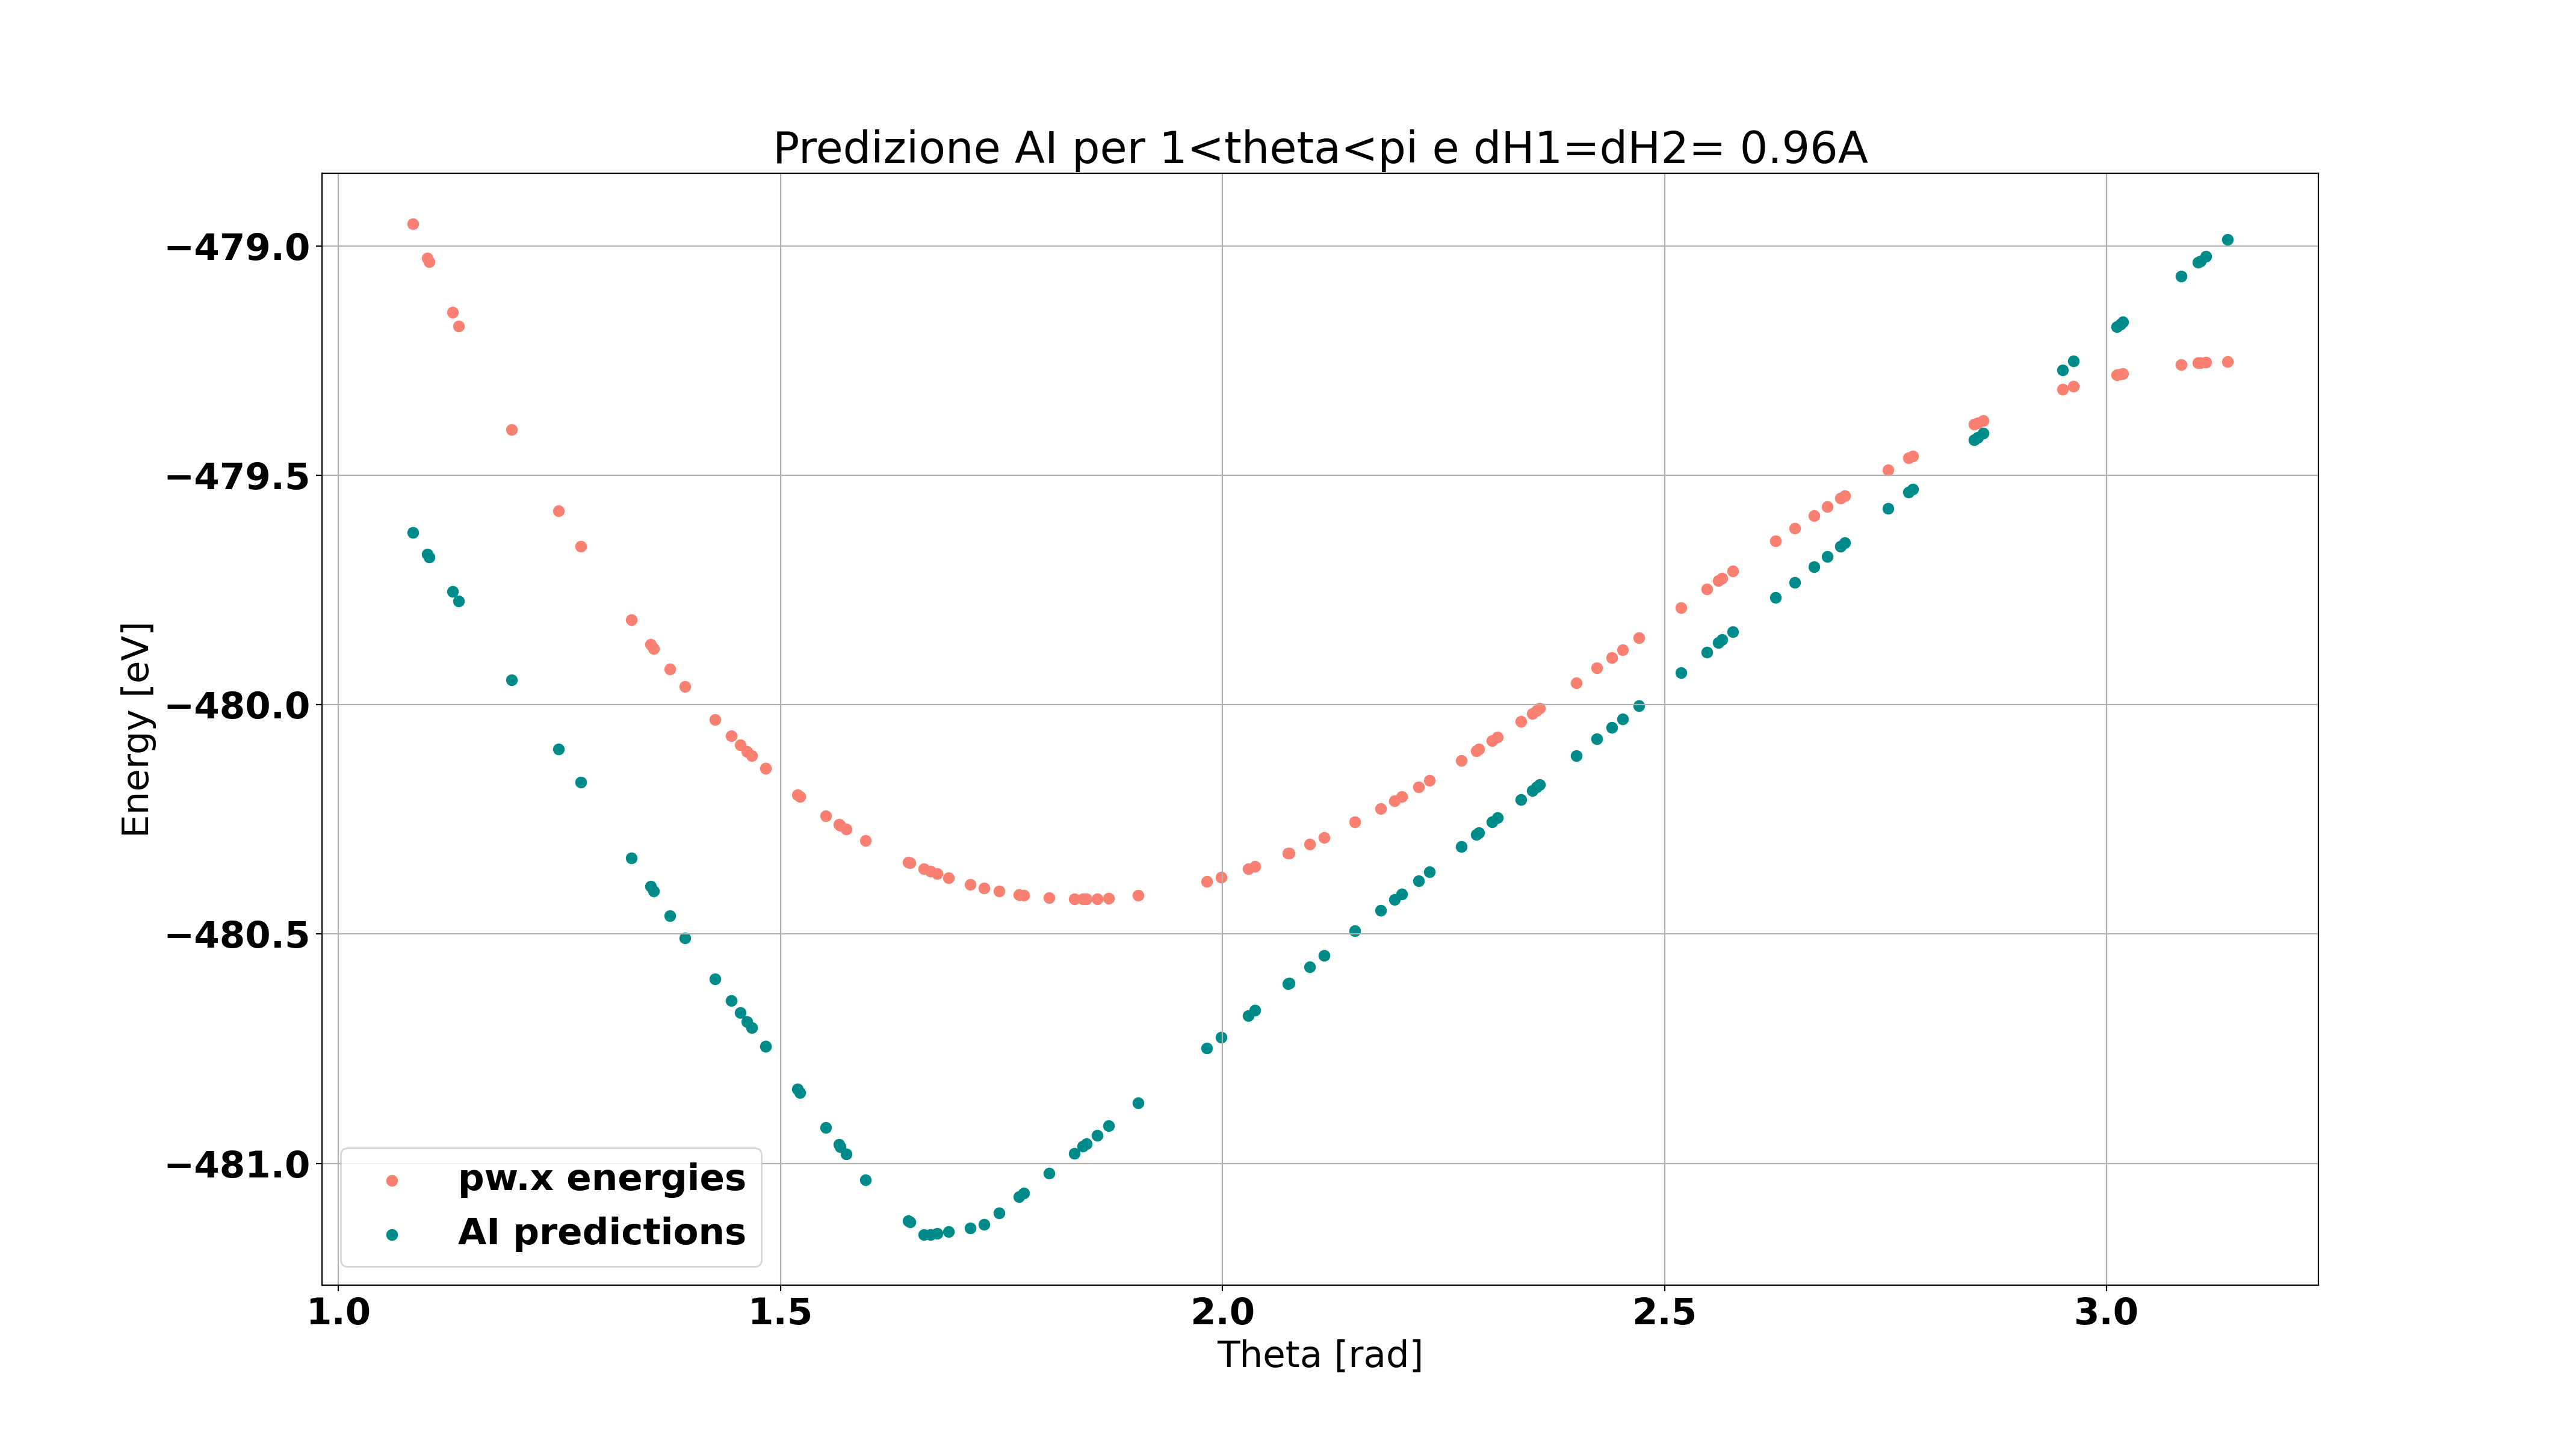 Predizione AI per 1<theta<pi e dH1=dH2= 0.96A
−479.0
−479.5
−480.0
−480.5
−481.0
Energy [eV]
pw.x energies
AI predictions
1.0 1.5 2.0 2.5 3.0
Theta [rad]